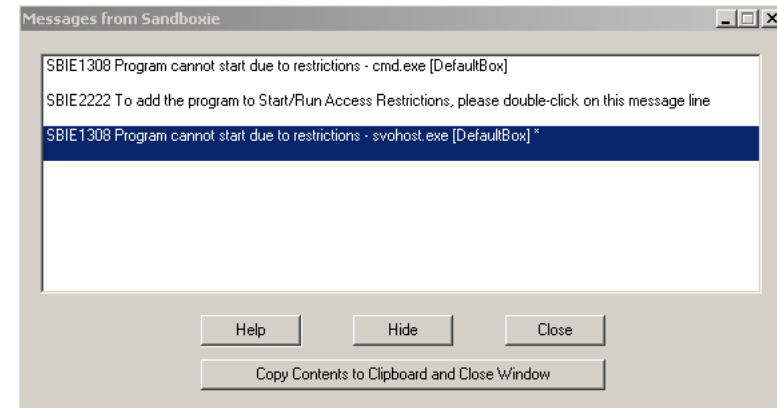 Messages from Sandboxie
SBIE1308 Program cannot start due to restrictions - cmd.exe [DefaultBox]
SBIE2222 To add the program to Start/Run Access Restrictions, please double-click on this message line
SBIE1308 Program cannot start due to restrictions - svohost.exe [DefaultBox] *
Help Hide Close
Copy Contents to Clipboard and Close Window